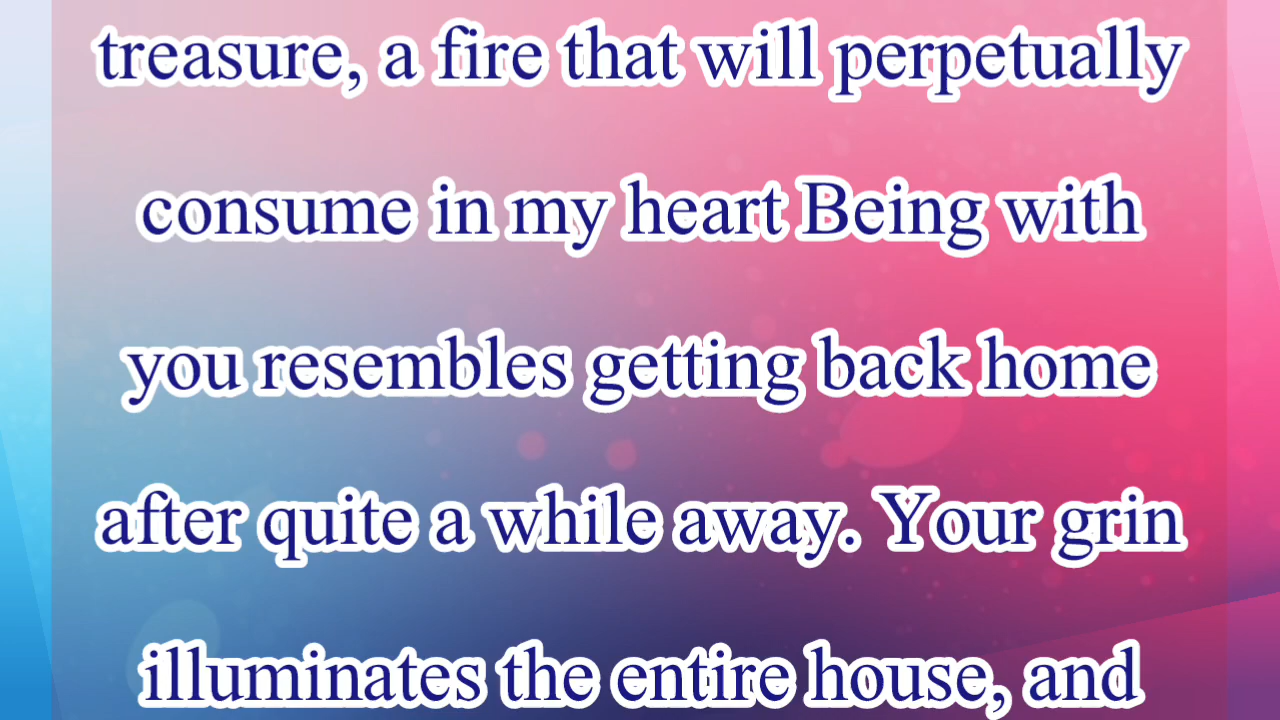 treasure, a fire that will perpetually
consume in my heart Being with
you resembles getting back home
after quite a while away. Your grin
illuminates the entire house, and